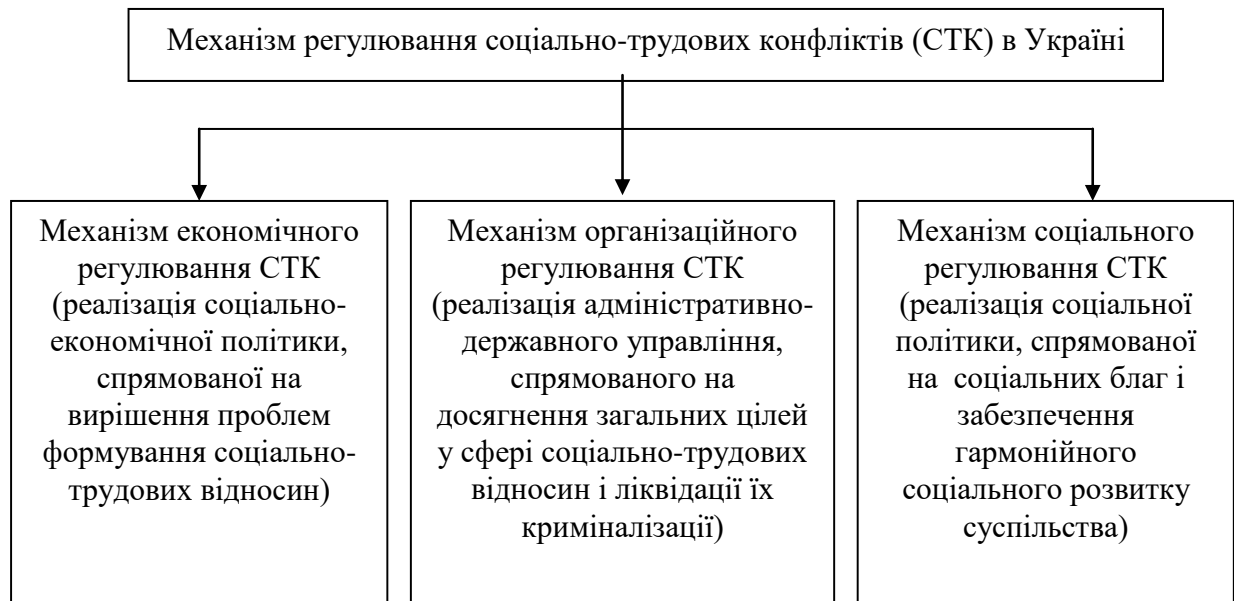 Механізм регулювання соціально-трудових конфліктів (СТК) в Україні
Механізм економічного
регулювання СТК
(реалізація соціально-
економічної політики,
спрямованої на
вирішення проблем
формування соціально-
трудових відносин)
Механізм організаційного
регулювання СТК
(реалізація адміністративно-
державного управління,
спрямованого на
досягнення загальних цілей
у сфері соціально-трудових
відносин і ліквідації їх
криміналізації)
Механізм соціального
регулювання СТК
(реалізація соціальної
політики, спрямованої
на соціальних благ і
забезпечення
гармонійного
соціального розвитку
суспільства)